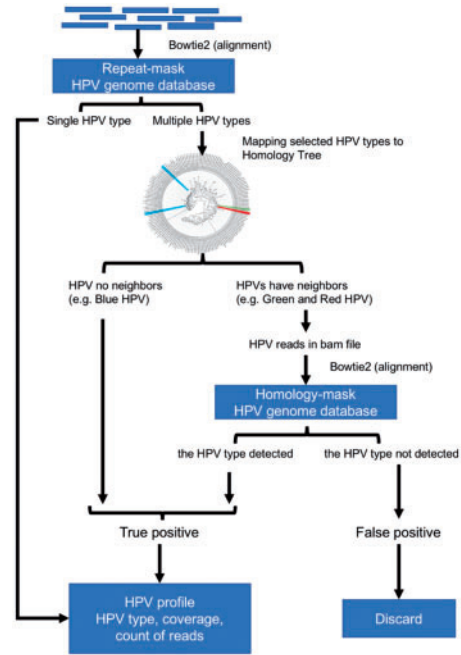 Bowtie2 (alignment)
Repeat-mask
HPV genome database
Single HPV type
Multiple HPV types
Mapping selected HPV types to
Homology Tree
HPV no neighbors
(e.g. Blue HPV)
HPVs have neighbors
(e.g. Green and Red HPV)
HPV reads in bam file
Bowtie2 (alignment)
Homology-mask
HPV genome database
the HPV type detected
the HPV type not detected
True positive
False positive
HPV profile
HPV type, coverage,
count of reads
Discard